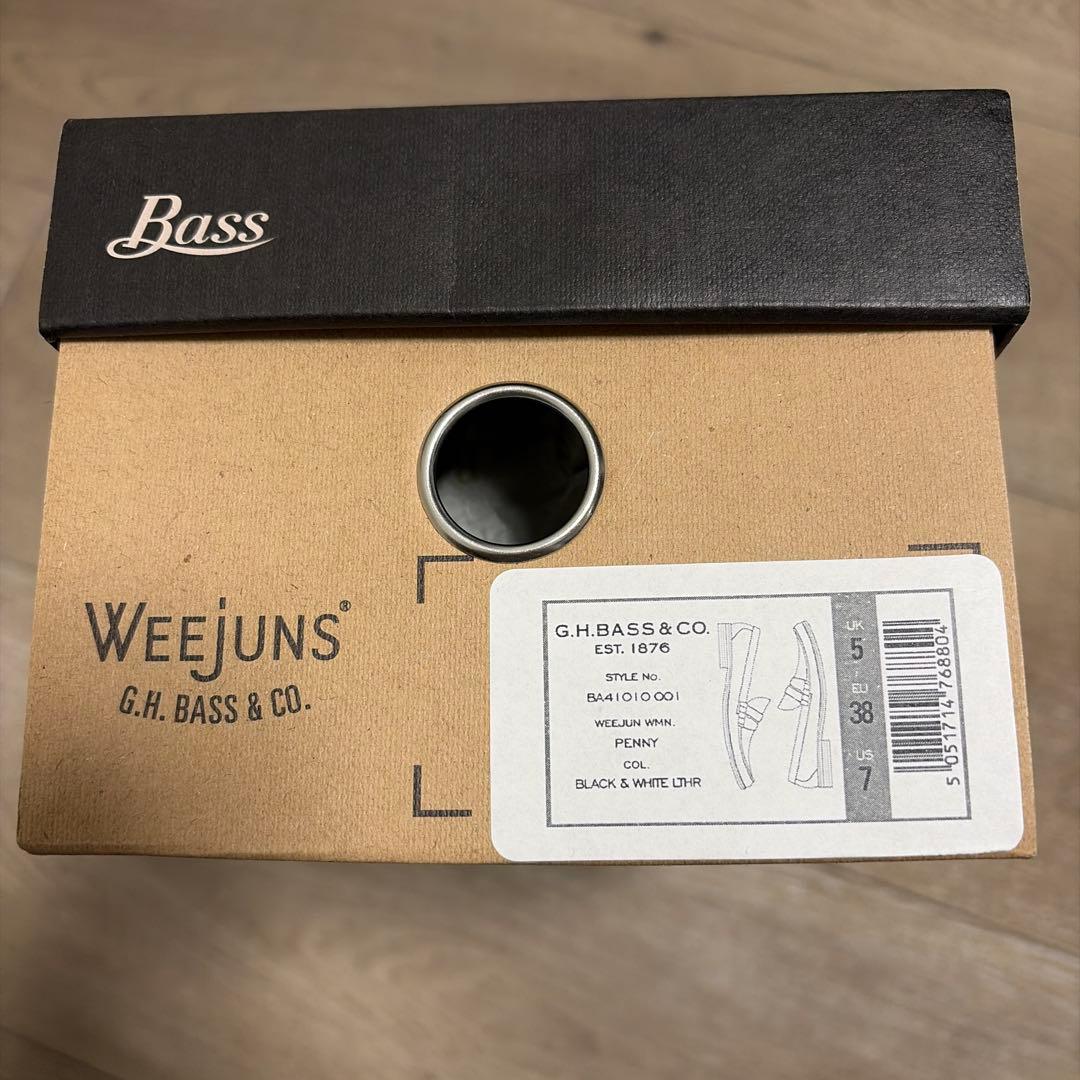 Bass
WEEJUNS®
G.H. BASS & CO.
G.H.BASS & CO.
EST. 1876
STYLE No.
BA41010 001
WEEJUN WMN.
PENNY
COL.
BLACK & WHITE LTHR
UK
5
EU
38
US
7
5 051714 768804